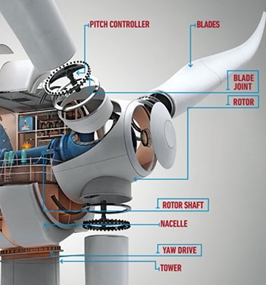 PITCH CONTROLLER
BLADES
BLADE
JOINT
ROTOR
ROTOR SHAFT
NACELLE
YAW DRIVE
TOWER